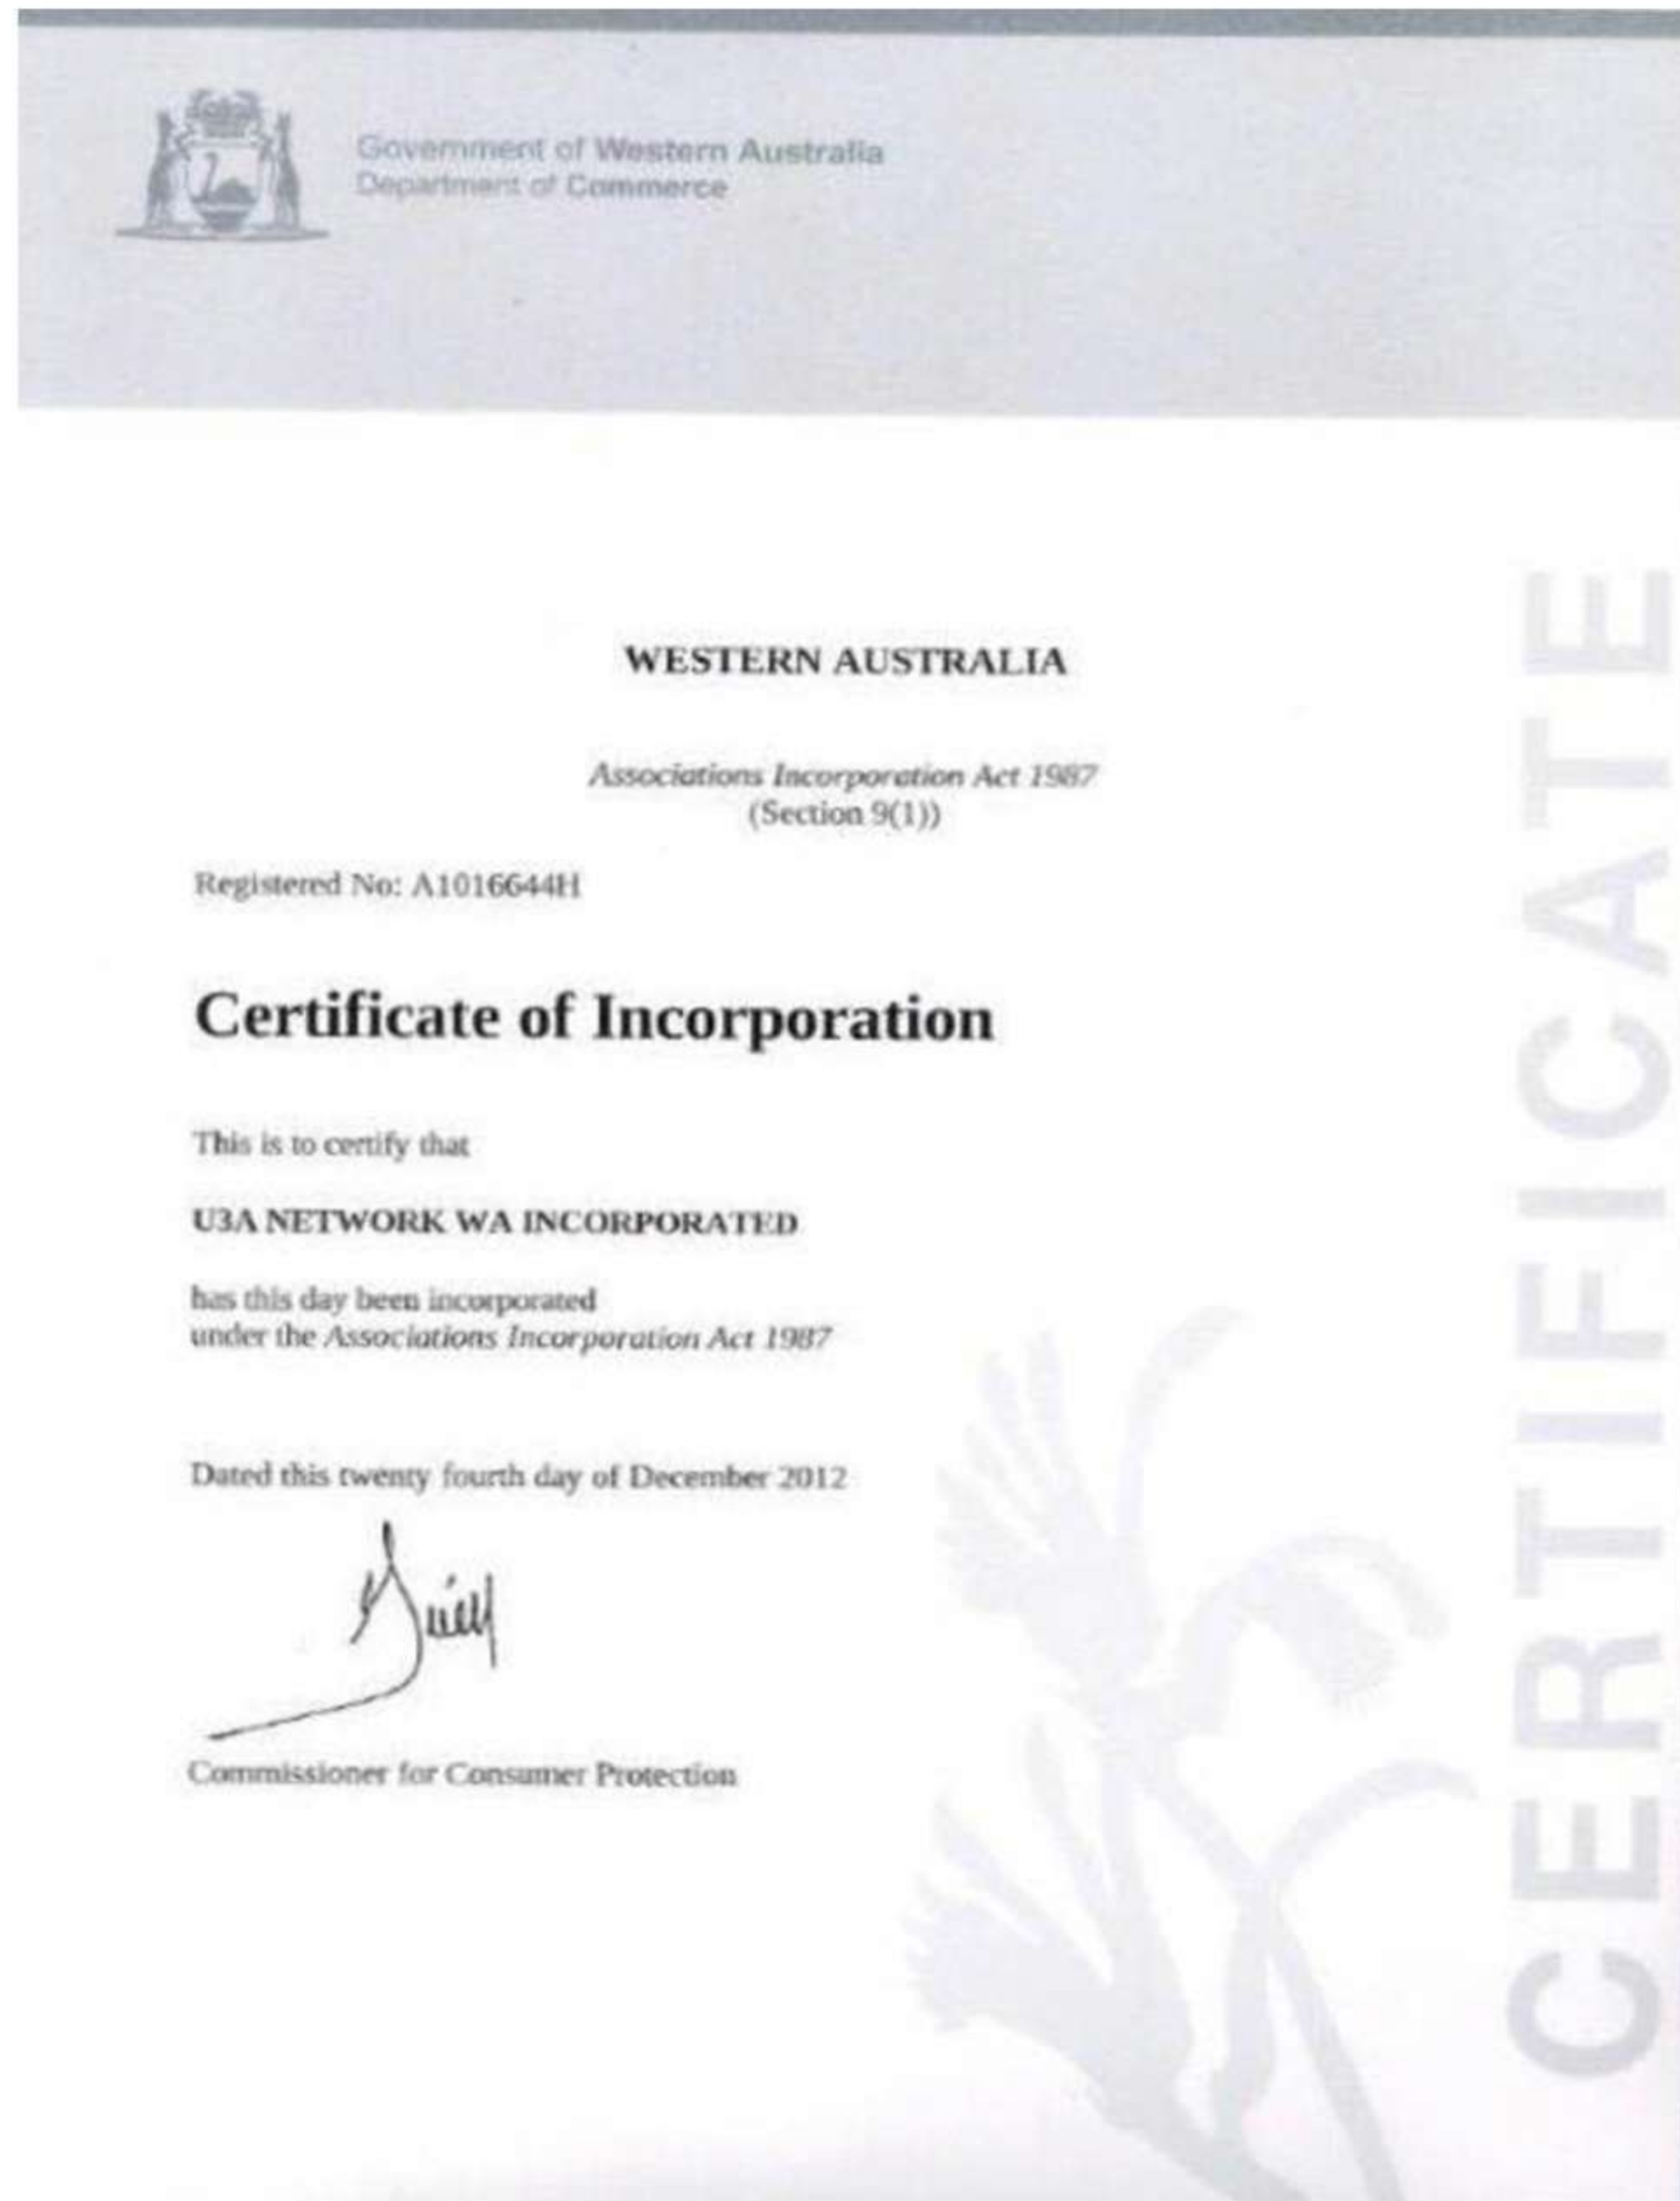 Government of Western Australia
Department of Commerce
WESTERN AUSTRALIA
Associations Incorporation Act 1987
(Section 9(1))
Registered No: A1016644H
Certificate of Incorporation
This is to certify that
U3A NETWORK WA INCORPORATED
has this day been incorporated
under the Associations Incorporation Act 1987
Dated this twenty fourth day of December 2012
Commissioner for Consumer Protection
CERTIFICATE